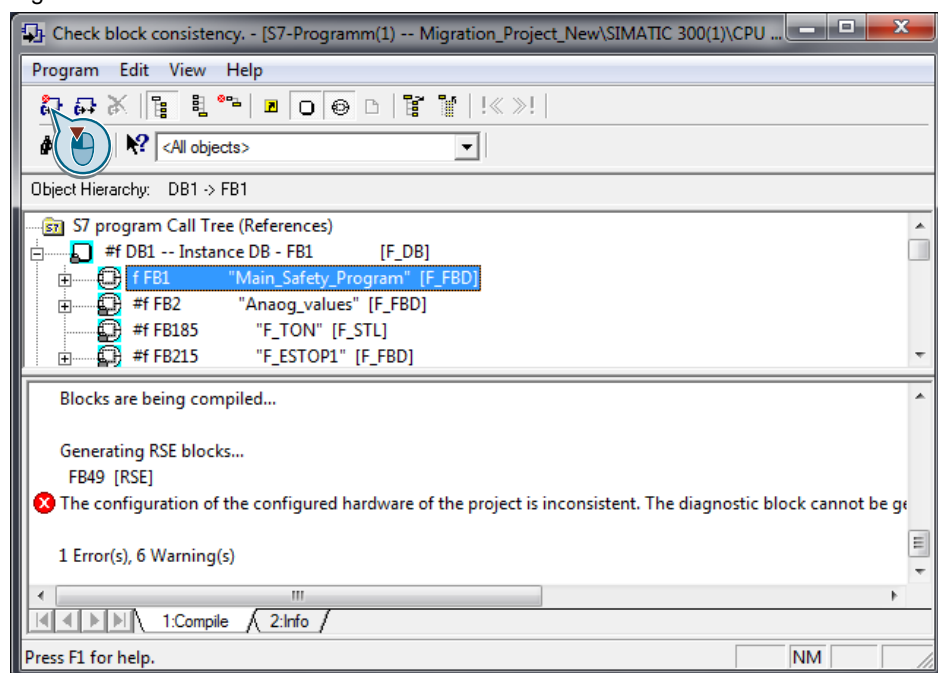 Check block consistency. - [S7-Programm(1) -- Migration_Project_New\SIMATIC 300(1)\CPU ...
Program Edit View Help
!« »!
<All objects>
Object Hierarchy: DB1 -> FB1
S7 program Call Tree (References)
#f DB1 -- Instance DB - FB1 [F_DB]
f FB1 "Main_Safety_Program" [F_FBD]
#f FB2 "Anaog_values" [F_FBD]
#f FB185 "F_TON" [F_STL]
#f FB215 "F_ESTOP1" [F_FBD]
Blocks are being compiled...
Generating RSE blocks...
FB49 [RSE]
The configuration of the configured hardware of the project is inconsistent. The diagnostic block cannot be ge
1 Error(s), 6 Warning(s)
1:Compile 2:Info
Press F1 for help. NM